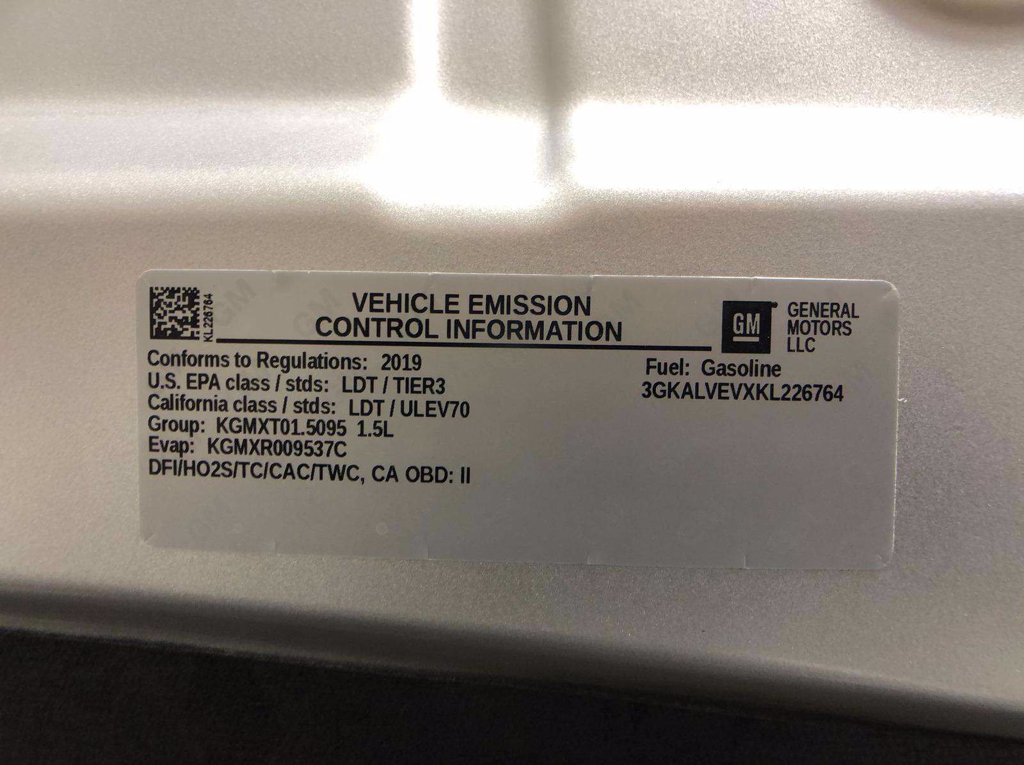 KL226764
VEHICLE EMISSION
CONTROL INFORMATION
GM
GENERAL
MOTORS
LLC
Conforms to Regulations: 2019
U.S. EPA class / stds: LDT / TIER3
California class / stds: LDT / ULEV70
Group: KGMXT01.5095 1.5L
Evap: KGMXR009537C
DFI/HO2S/TC/CAC/TWC, CA OBD: II
Fuel: Gasoline
3GKALVEVXKL226764